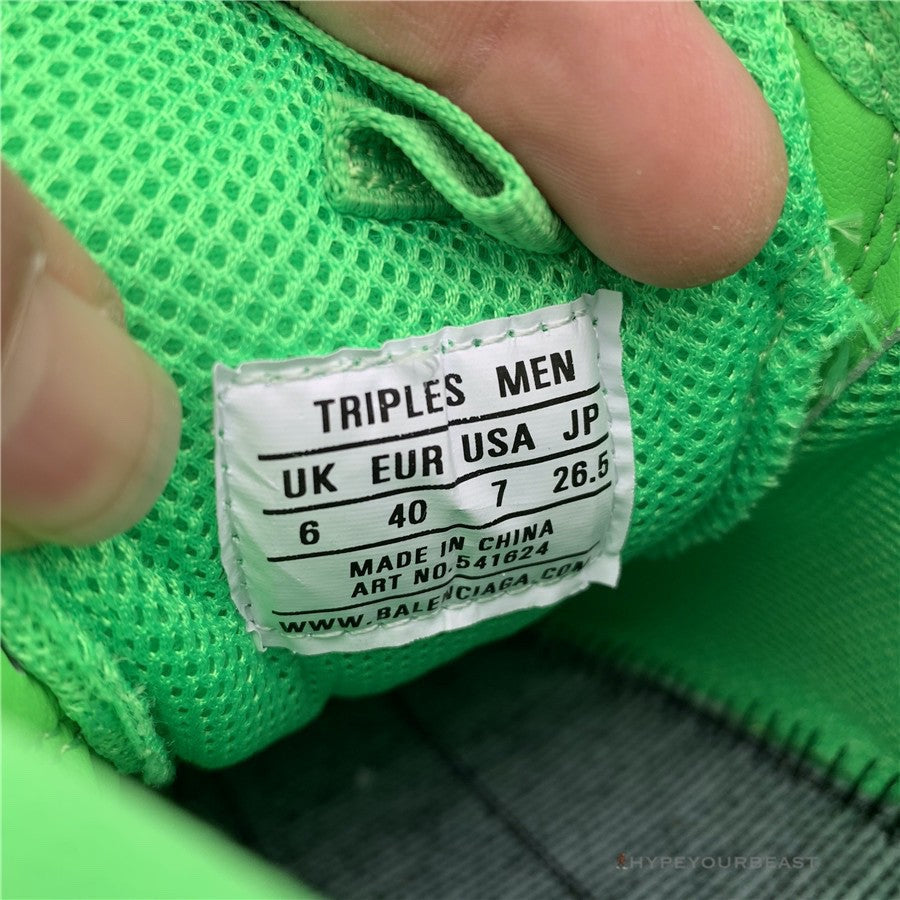 TRIPLES MEN
UK EUR USA JP
6 40 7 26.5
MADE IN CHINA
ART NO.541624
WWW.BALENCIAGA.COM
HYPEYOURBEAST